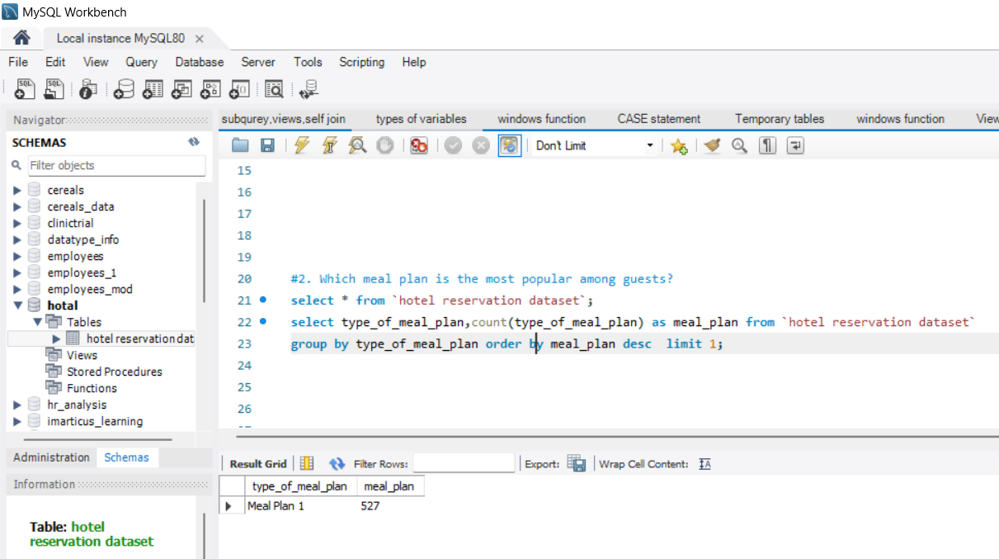 MySQL Workbench
Local instance MySQL80
File Edit View Query Database Server Tools Scripting Help
Navigator
SCHEMAS
Filter objects
cereals
cereals_data
clinictrial
datatype_info
employees
employees_1
employees_mod
hotal
Tables
hotel reservation dat
Views
Stored Procedures
Functions
hr_analysis
imarticus_learning
Administration Schemas
Information
Table: hotel
reservation dataset
subqurey,views,self join types of variables windows function CASE statement Temporary tables windows function View
Don't Limit
15
16
17
18
19
20 #2. Which meal plan is the most popular among guests?
21 select * from `hotel reservation dataset`;
22 select type_of_meal_plan,count(type_of_meal_plan) as meal_plan from `hotel reservation dataset`
23 group by type_of_meal_plan order by meal_plan desc  limit 1;
24
25
26
Result Grid Filter Rows: Export: Wrap Cell Content: IA
type_of_meal_plan meal_plan
Meal Plan 1 527